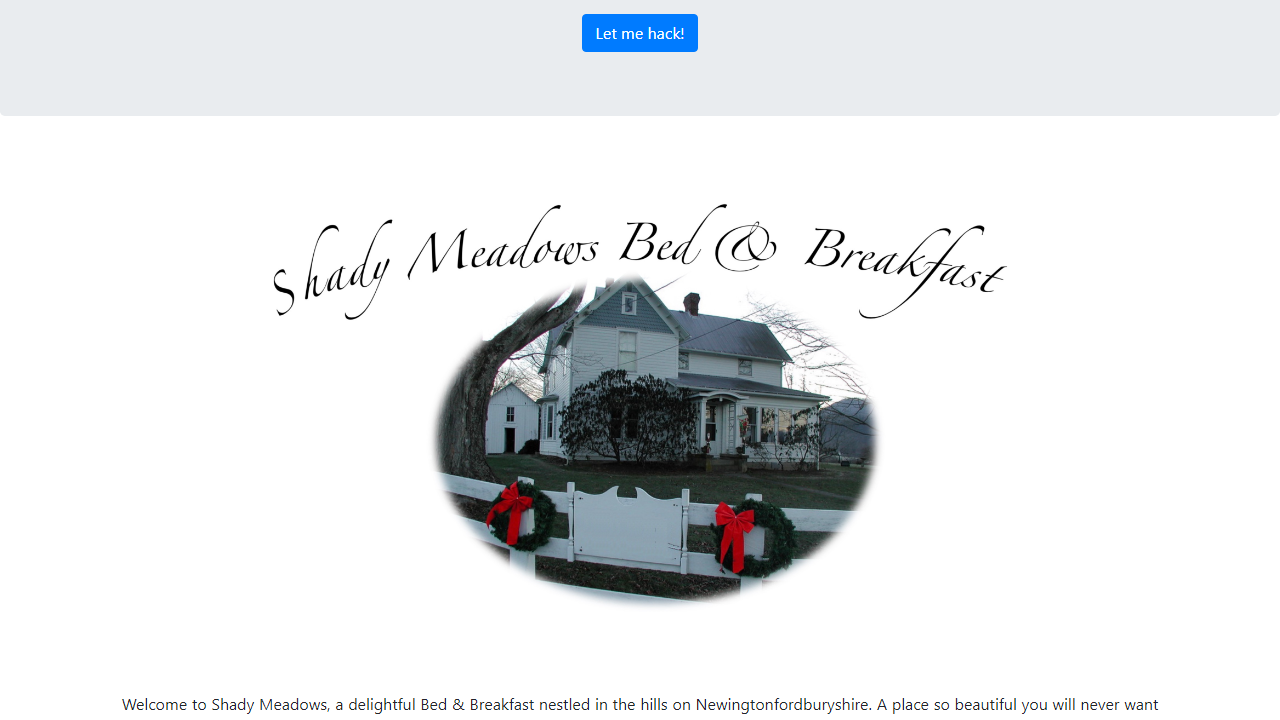 Let me hack!
Shady Meadows Bed & Breakfast
Welcome to Shady Meadows, a delightful Bed & Breakfast nestled in the hills on Newingtonfordburyshire. A place so beautiful you will never want